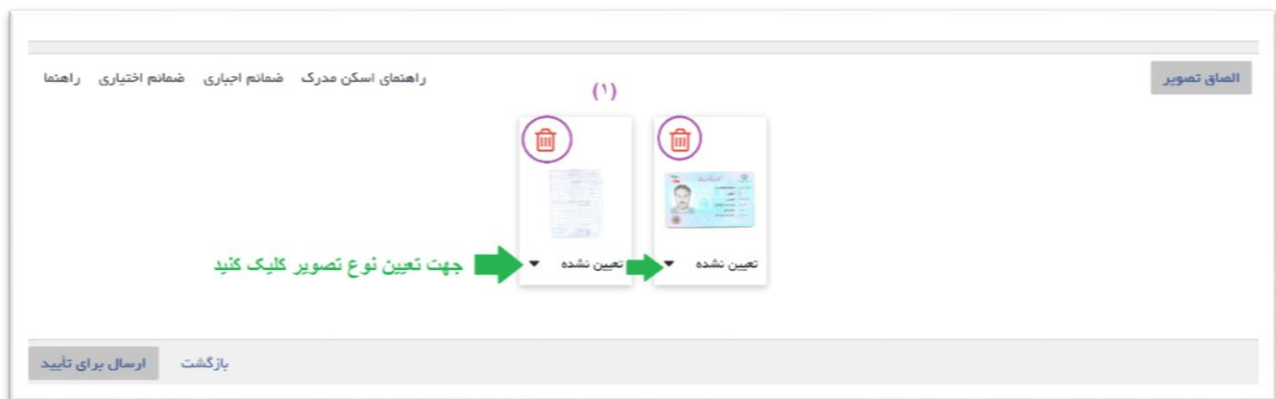 الصاق تصویر
راهنمای اسکن مدرک ضمائم اجباری ضمائم اختیاری راهنما
(۱)
تعیین نشده
تعیین نشده
جهت تعیین نوع تصویر کلیک کنید
بازگشت
ارسال برای تأیید